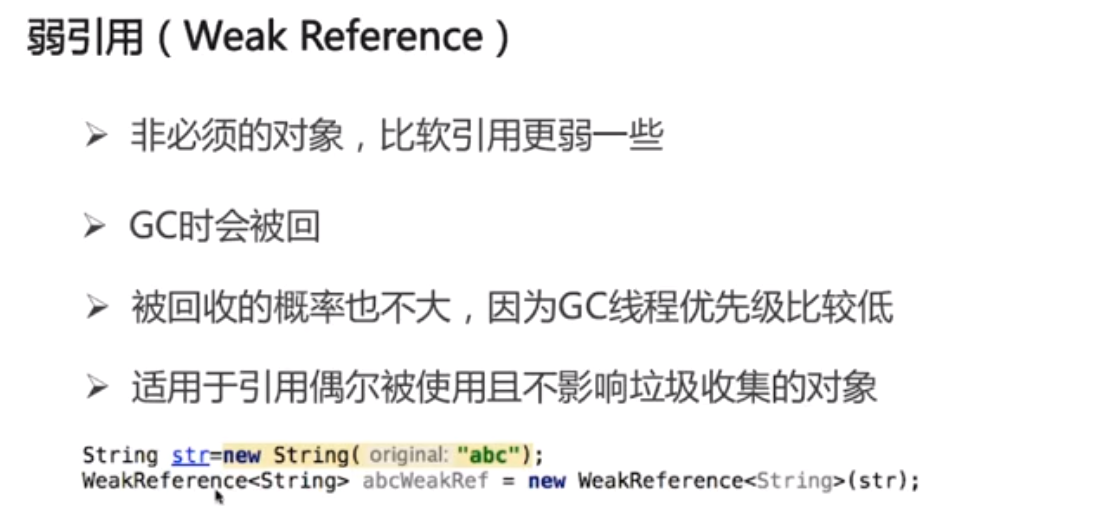 弱引用（Weak Reference）
➢ 非必须的对象，比软引用更弱一些
➢ GC时会被回
➢ 被回收的概率也不大，因为GC线程优先级比较低
➢ 适用于引用偶尔被使用且不影响垃圾收集的对象
String str=new String( original: "abc");
WeakReference<String> abcWeakRef = new WeakReference<String>(str);